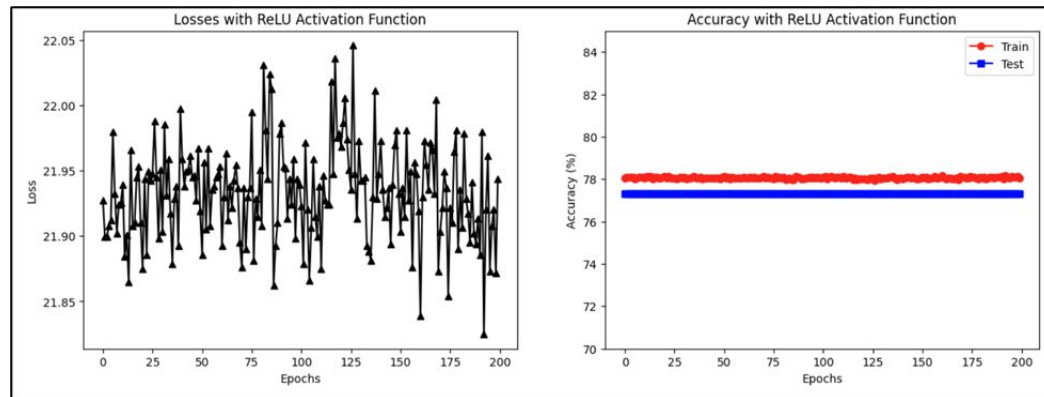 Losses with ReLU Activation Function
Loss
22.05
22.00
21.95
21.90
21.85
0 25 50 75 100 125 150 175 200
Epochs
Accuracy with ReLU Activation Function
Accuracy (%)
84
82
80
78
76
74
72
70
Train
Test
0 25 50 75 100 125 150 175 200
Epochs